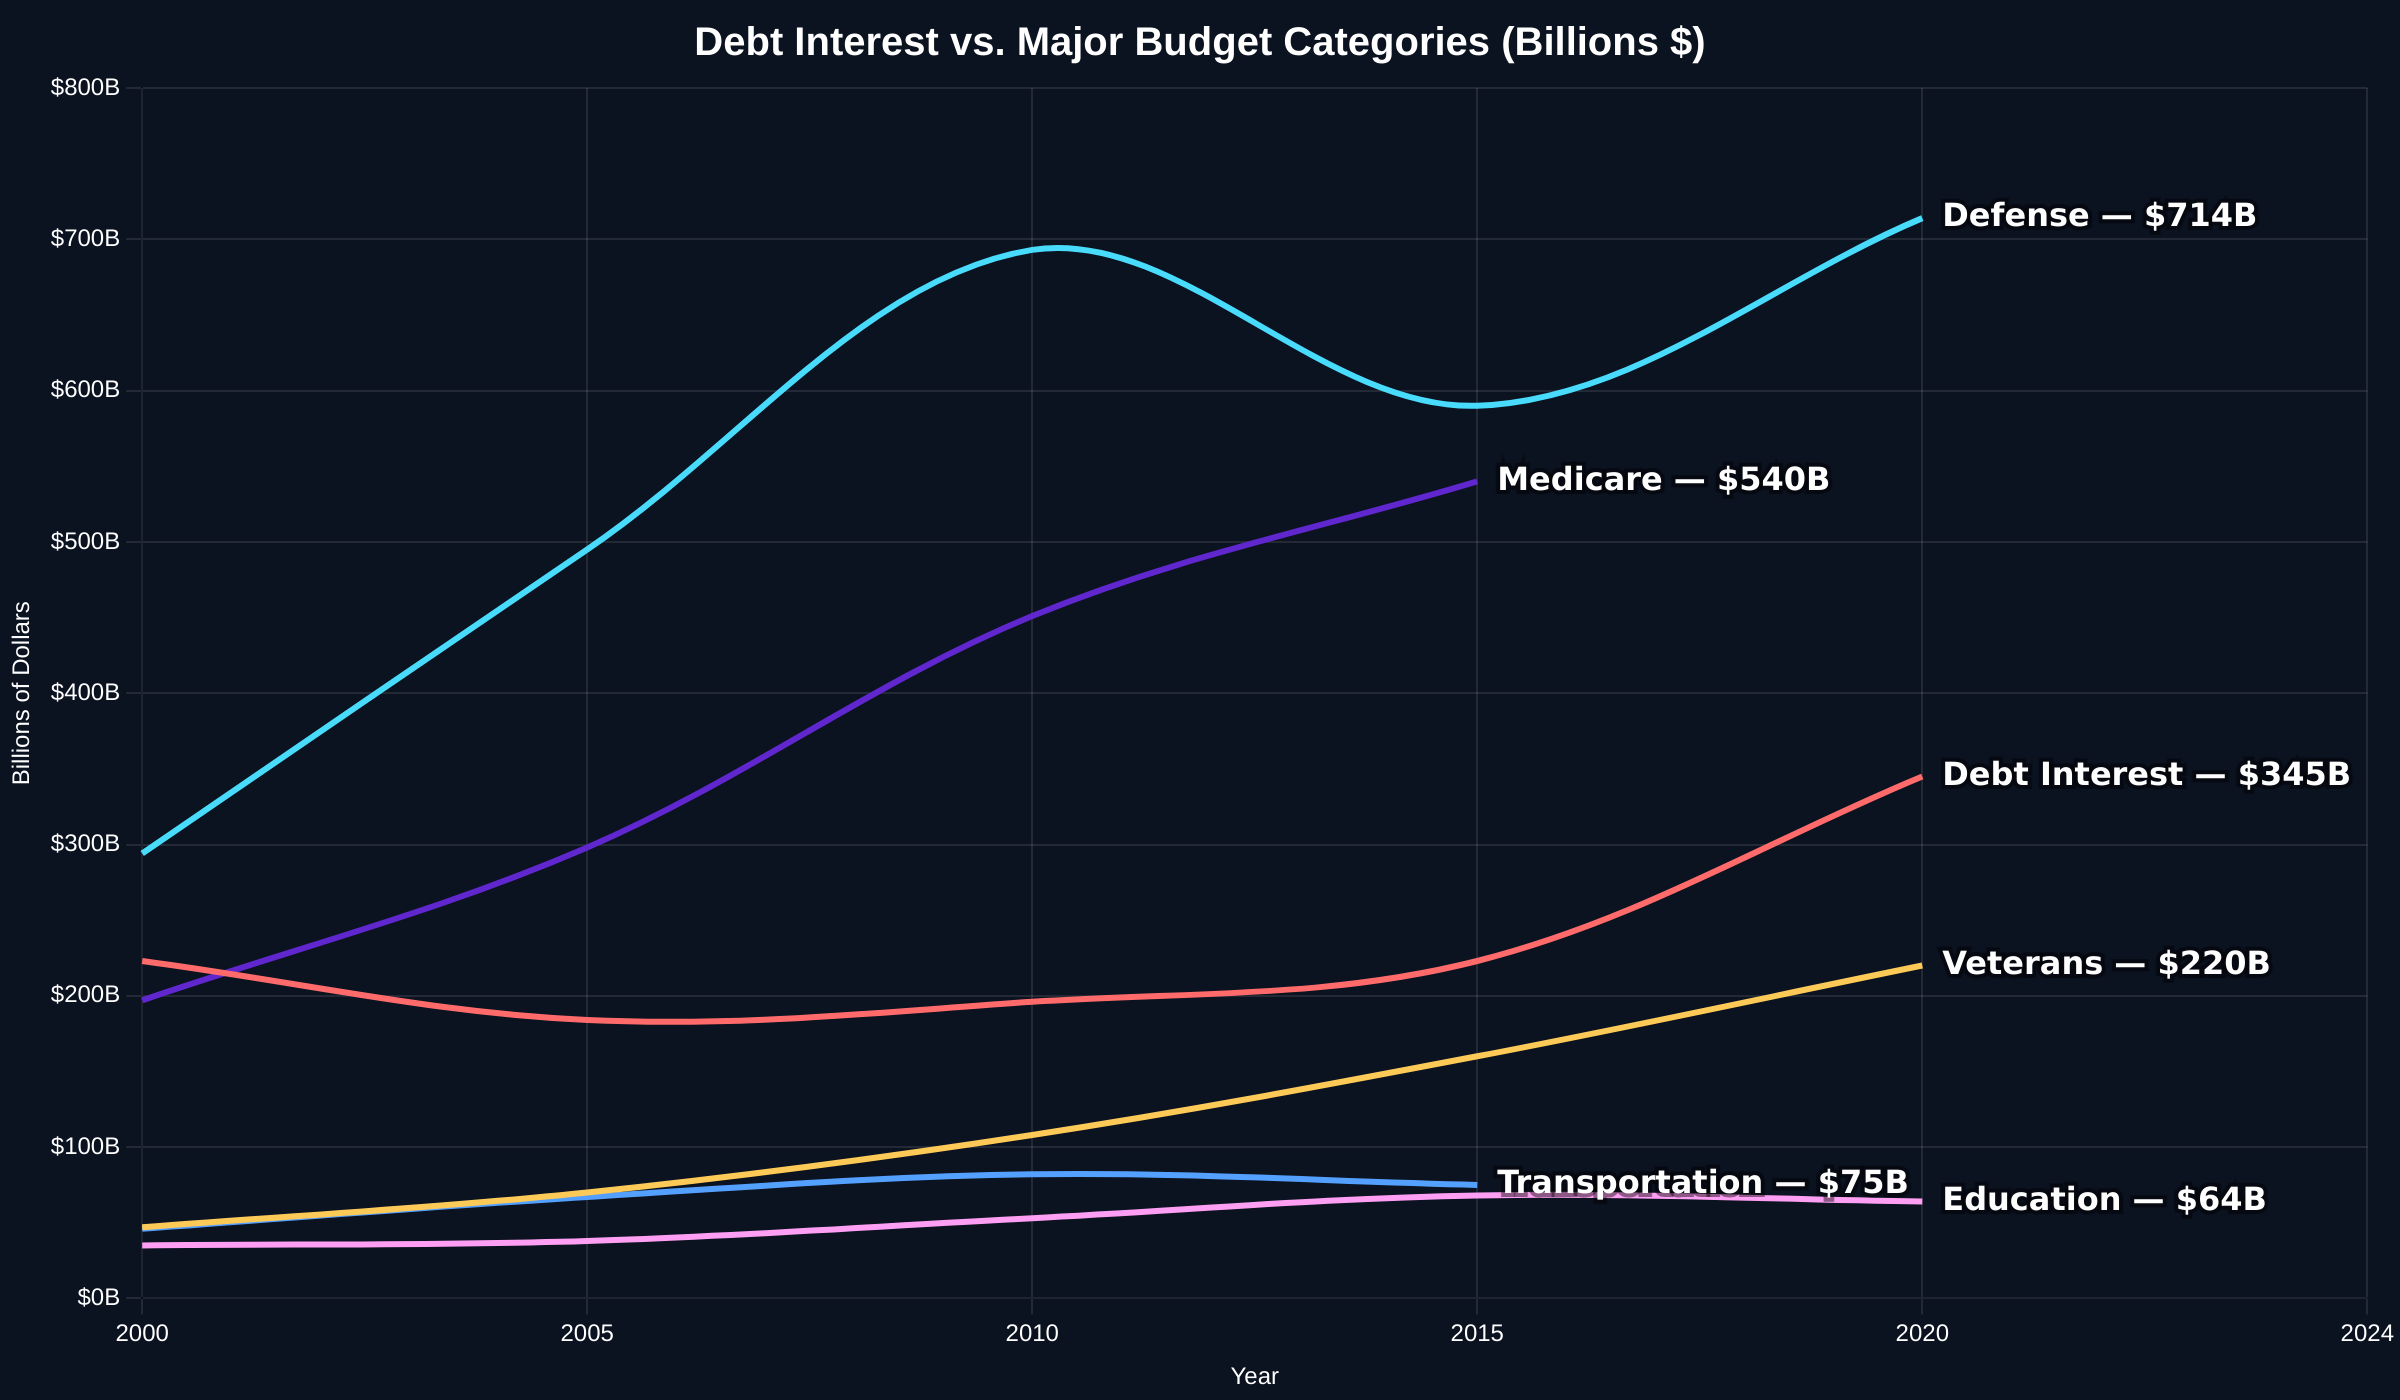 Debt Interest vs. Major Budget Categories (Billions $)
$800B
$700B
$600B
$500B
$400B
$300B
$200B
$100B
$0B
Billions of Dollars
Defense — $714B
Medicare — $540B
Debt Interest — $345B
Veterans — $220B
Transportation — $75B
Education — $64B
2000
2005
2010
2015
2020
2024
Year